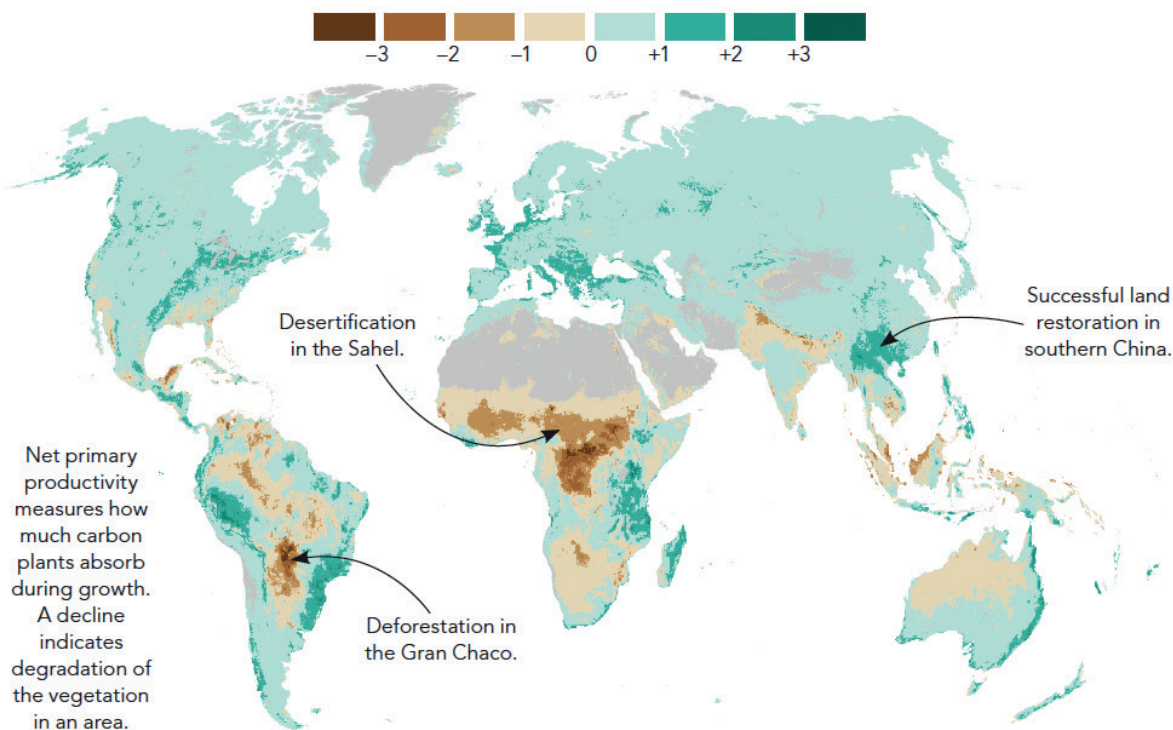 –3
–2
–1
0
+1
+2
+3
Desertification
in the Sahel.
Successful land
restoration in
southern China.
Net primary
productivity
measures how
much carbon
plants absorb
during growth.
A decline
indicates
degradation of
the vegetation
in an area.
Deforestation in
the Gran Chaco.